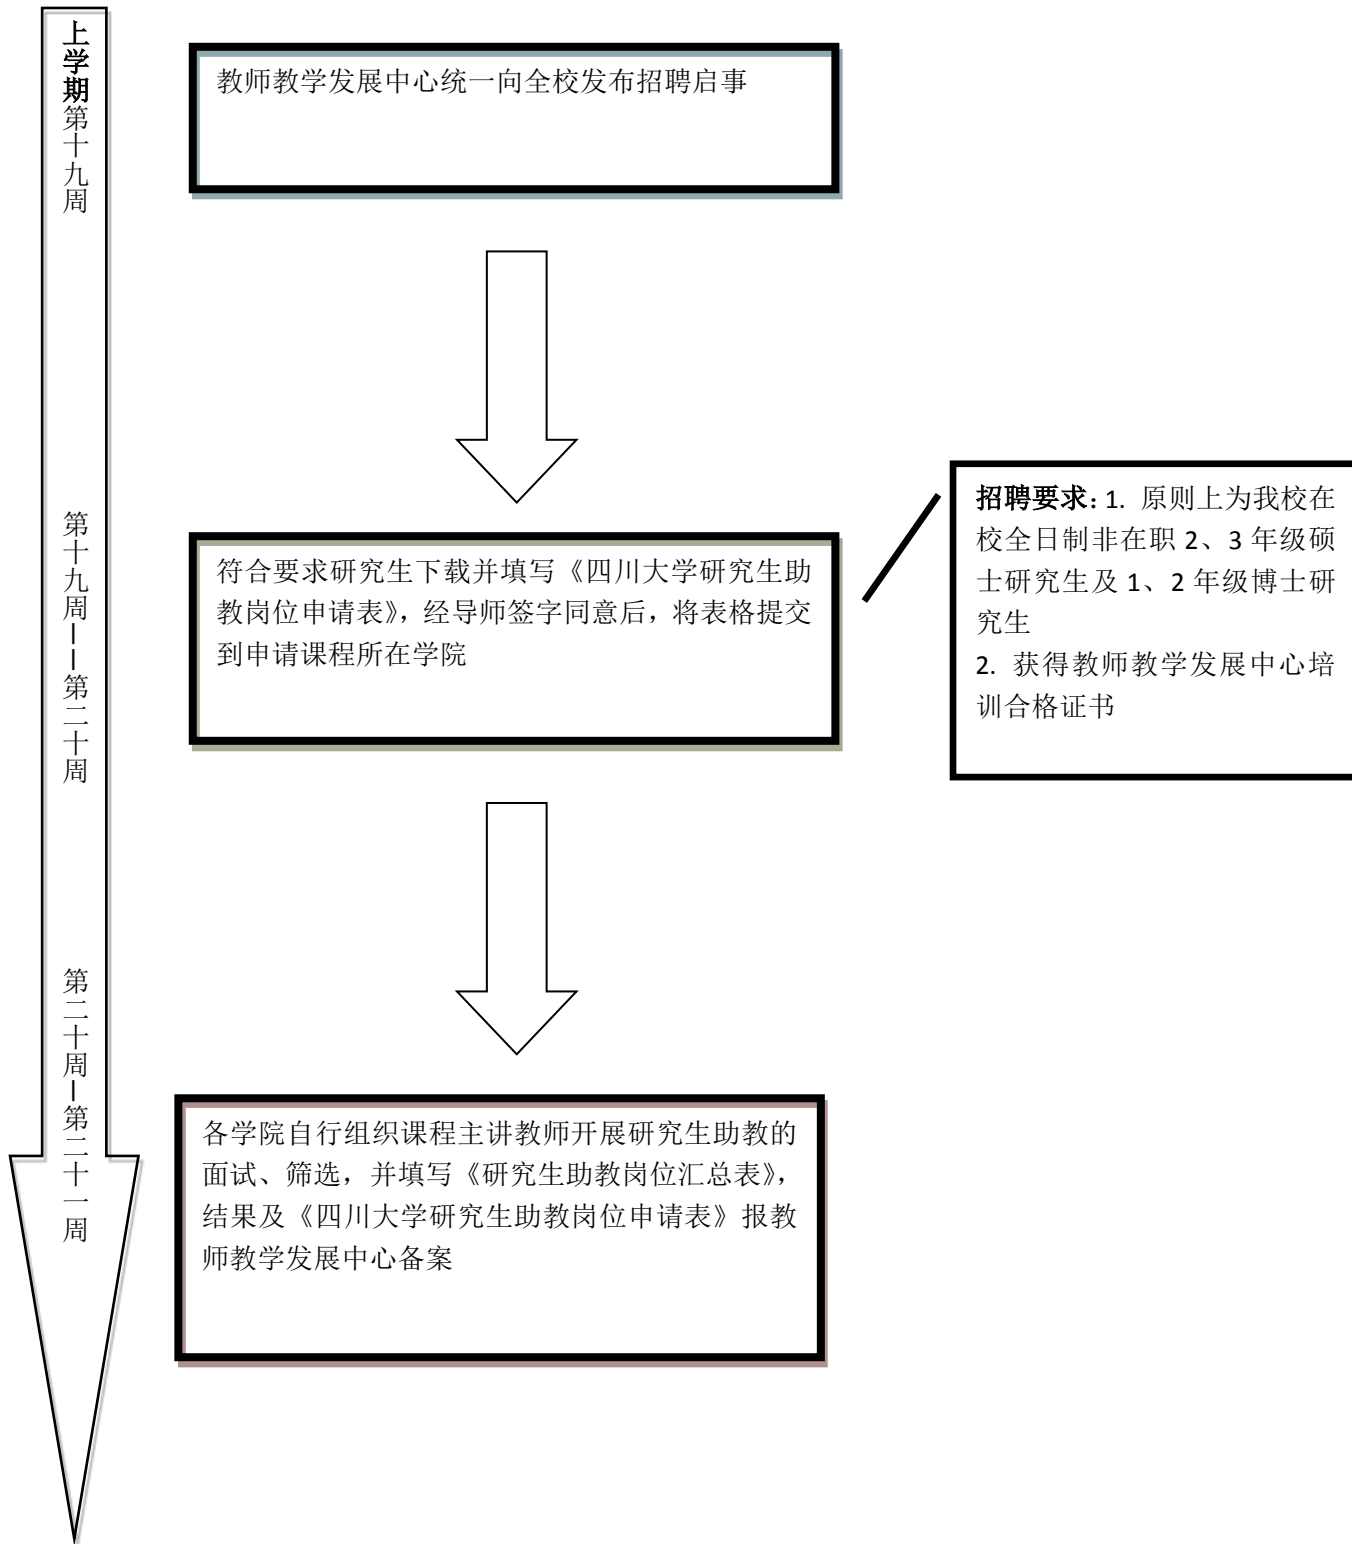 上学期第十九周
教师教学发展中心统一向全校发布招聘启事
第十九周——第二十周
符合要求研究生下载并填写《四川大学研究生助
教岗位申请表》，经导师签字同意后，将表格提交
到申请课程所在学院
招聘要求：1. 原则上为我校在
校全日制非在职 2、3 年级硕
士研究生及 1、2 年级博士研
究生
2. 获得教师教学发展中心培
训合格证书
第二十周—第二十一周
各学院自行组织课程主讲教师开展研究生助教的
面试、筛选，并填写《研究生助教岗位汇总表》，
结果及《四川大学研究生助教岗位申请表》报教
师教学发展中心备案